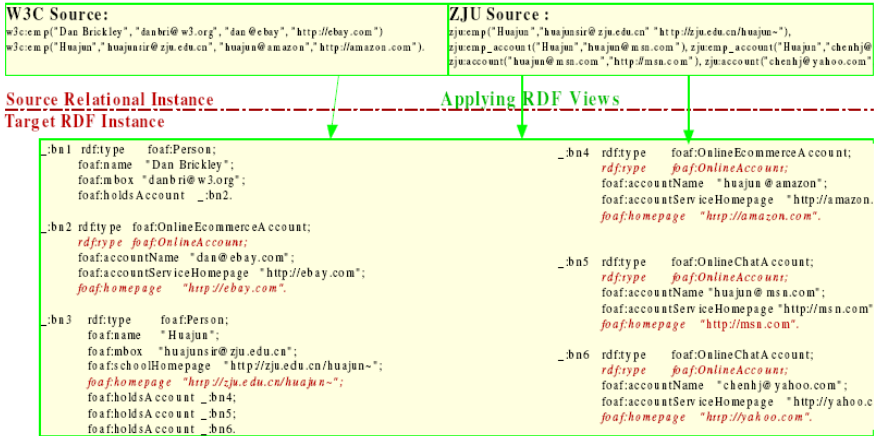 W3C Source:
w3c:emp("Dan Brickley", "danbri@w3.org", "dan@ebay", "http://ebay.com")
w3c:emp("Huajun","huajunsir@zju.edu.cn", "huajun@amazon","http://amazon.com").
ZJU Source :
zju:emp("Huajun","huajunsir@zju.edu.cn" "http://zju.edu.cn/huajun~"),
zju:emp_account("Huajun","huajun@msn.com"), zju:emp_account("Huajun","chenhj@
zju:account("huajun@msn.com","http://msn.com"), zju:account("chenhj@yahoo.com"
Source Relational Instance
Applying RDF Views
Target RDF Instance
_:bn1 rdf:type foaf:Person;
foaf:name "Dan Brickley";
foaf:mbox "danbri@w3.org";
foaf:holdsAccount _:bn2.
_:bn2 rdf:type foaf:OnlineEcommerceAccount;
rdf:type foaf:OnlineAccount;
foaf:accountName "dan@ebay.com";
foaf:accountServiceHomepage "http://ebay.com";
foaf:homepage "http://ebay.com".
_:bn3 rdf:type foaf:Person;
foaf:name "Huajun";
foaf:mbox "huajunsir@zju.edu.cn";
foaf:schoolHomepage "http://zju.edu.cn/huajun~";
foaf:homepage "http://zju.edu.cn/huajun~";
foaf:holdsAccount _:bn4;
foaf:holdsAccount _:bn5;
foaf:holdsAccount _:bn6.
_:bn4 rdf:type foaf:OnlineEcommerceAccount;
rdf:type foaf:OnlineAccount;
foaf:accountName "huajun@amazon";
foaf:accountServiceHomepage "http://amazon.
foaf:homepage "http://amazon.com".
_:bn5 rdf:type foaf:OnlineChatAccount;
rdf:type foaf:OnlineAccount;
foaf:accountName "huajun@msn.com";
foaf:accountServiceHomepage "http://msn.com"
foaf:homepage "http://msn.com".
_:bn6 rdf:type foaf:OnlineChatAccount;
rdf:type foaf:OnlineAccount;
foaf:accountName "chenhj@yahoo.com";
foaf:accountServiceHomepage "http://yahoo.c
foaf:homepage "http://yahoo.com".